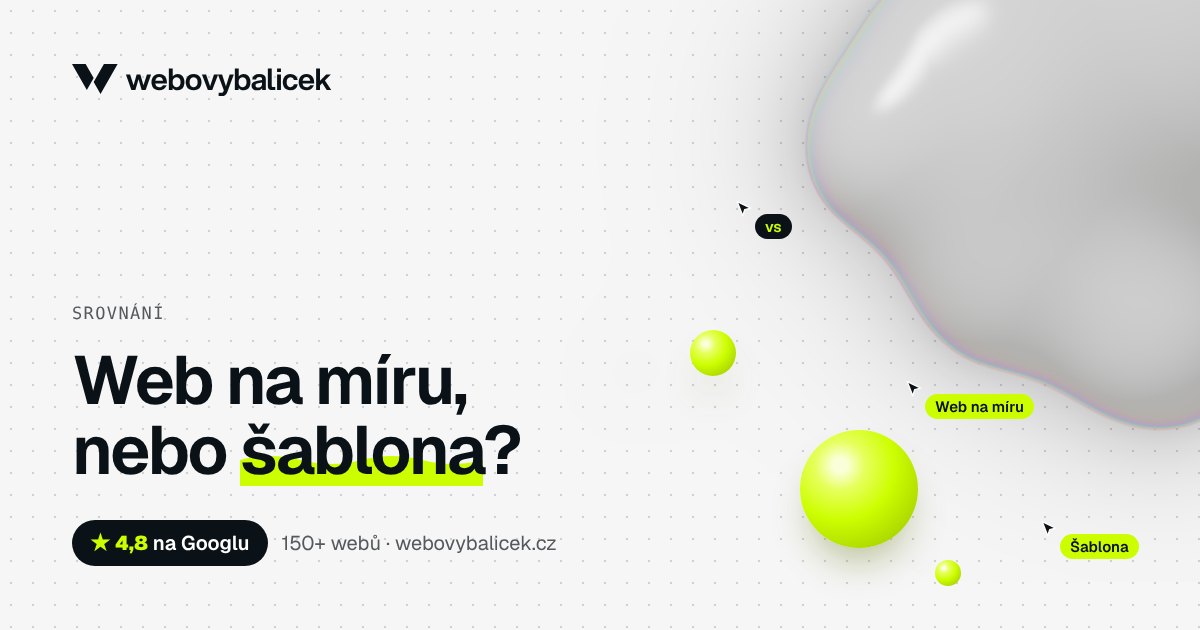 webovybalicek
vs
SROVNÁNÍ
Web na míru,
nebo šablona?
Web na míru
★ 4,8 na Googlu
150+ webů · webovybalicek.cz
Šablona